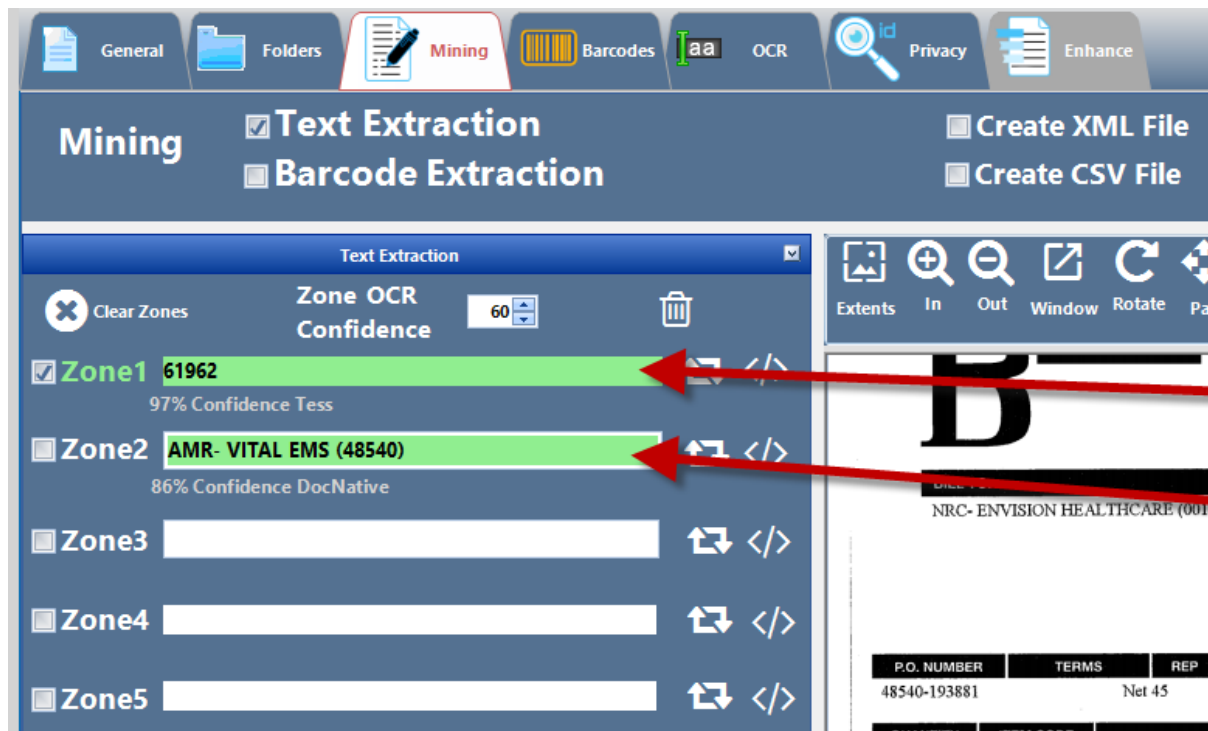 General Folders Mining Barcodes aa OCR id Privacy Enhance
Mining
Text Extraction
Barcode Extraction
Create XML File
Create CSV File
Text Extraction
Clear Zones
Zone OCR
Confidence
60
Extents In Out Window Rotate Pa
Zone1 61962
97% Confidence Tess
Zone2 AMR- VITAL EMS (48540)
86% Confidence DocNative
Zone3
Zone4
Zone5
B
NRC- ENVISION HEALTHCARE (001
P.O. NUMBER TERMS REP
48540-193881 Net 45